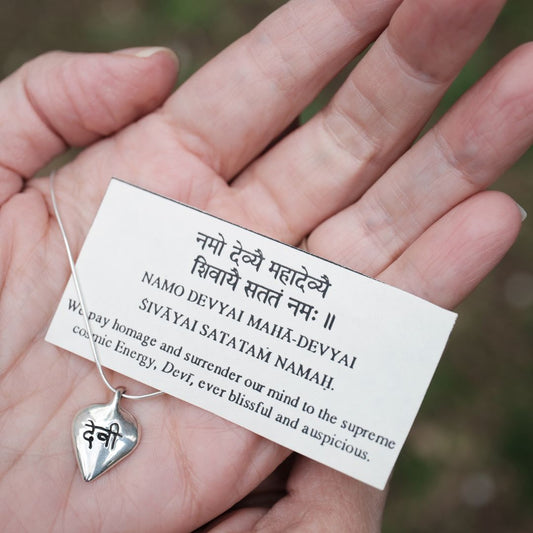 नमो देव्यै महादेव्यै
शिवायै सततं नमः ॥
NAMO DEVYAI MAHĀ-DEVYAI
ŚIVĀYAI SATATAṀ NAMAḤ.
We pay homage and surrender our mind to the supreme
cosmic Energy, Devī, ever blissful and auspicious.
देवी